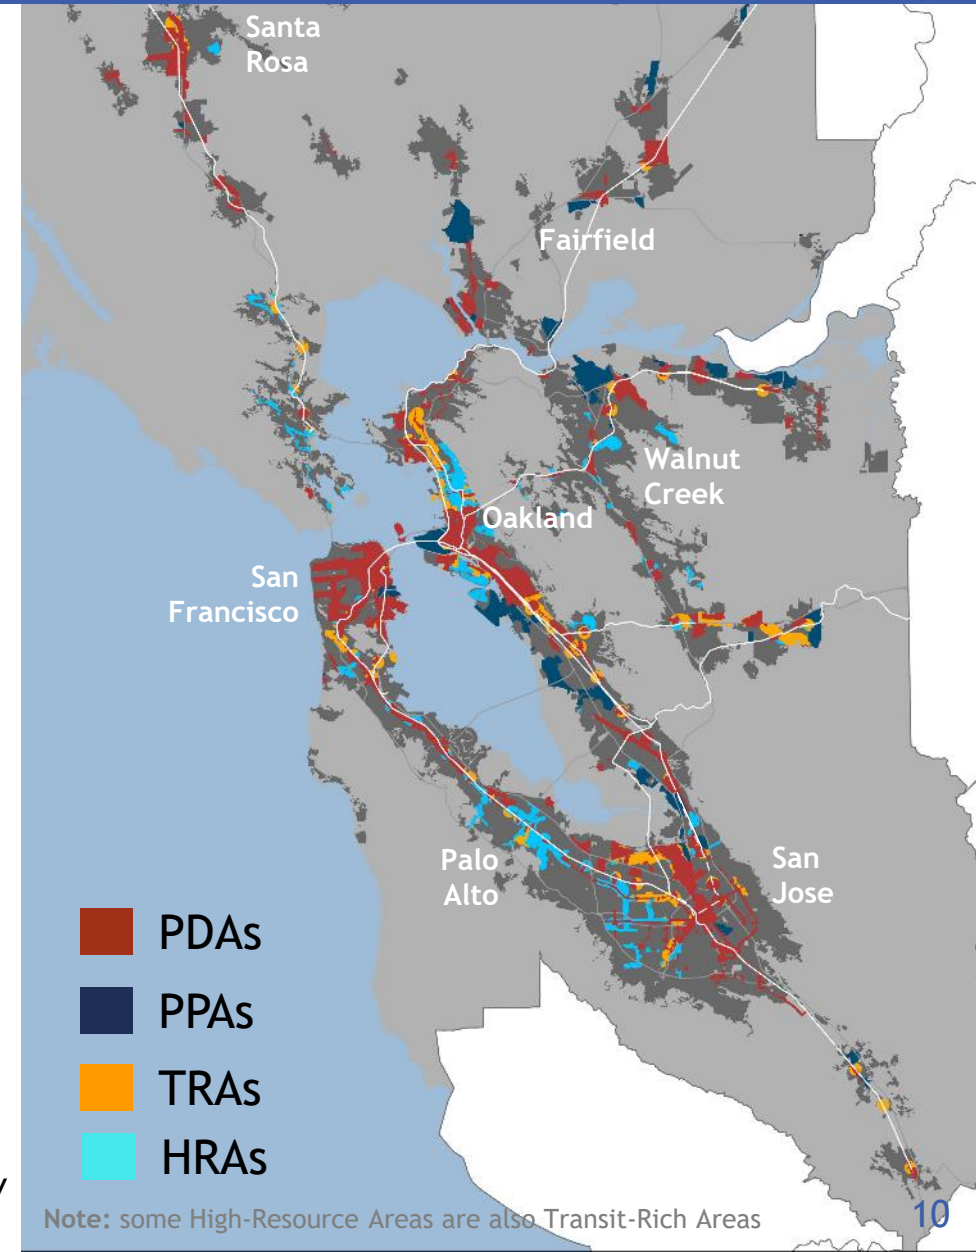 Santa
Rosa
Fairfield
Walnut
Creek
Oakland
San
Francisco
Palo
Alto
San
Jose
PDAs
PPAs
TRAs
HRAs
Note: some High-Resource Areas are also Transit-Rich Areas
10